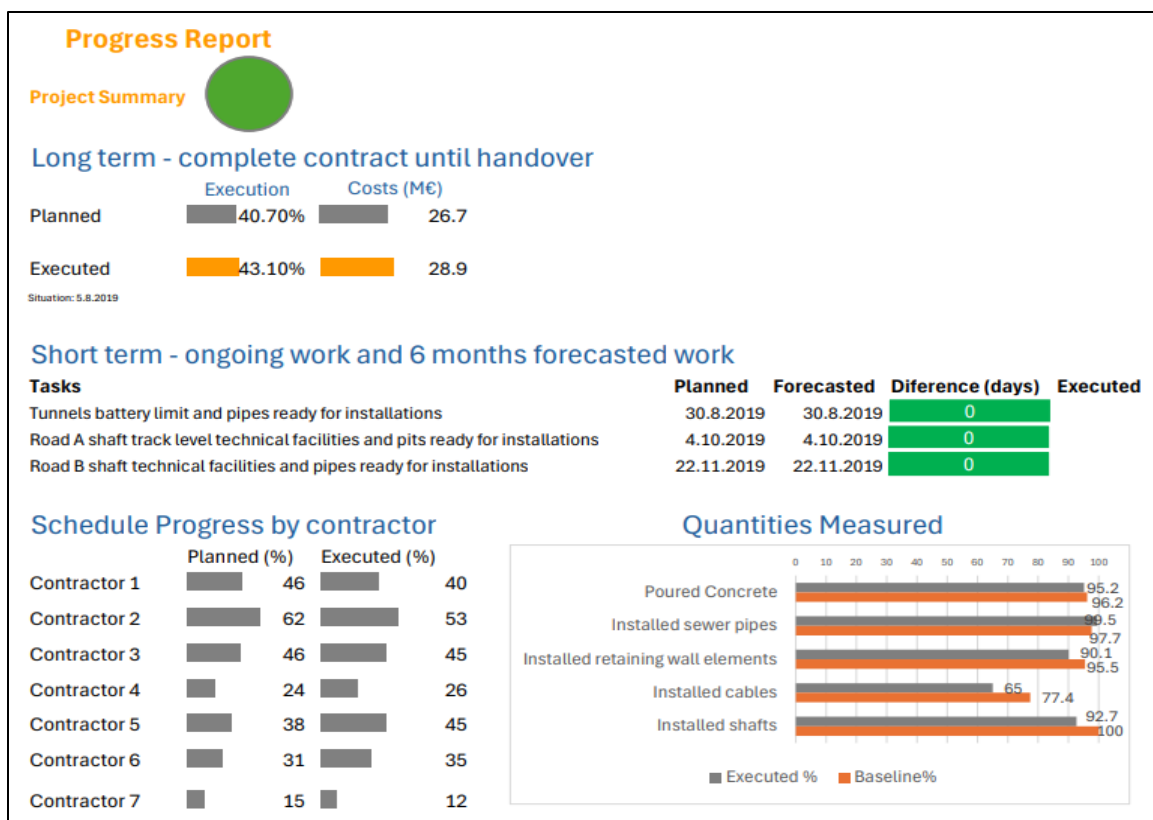 Progress Report
Project Summary
Long term - complete contract until handover
Execution Costs (M€)
Planned 40.70% 26.7
Executed 43.10% 28.9
Situation: 5.8.2019
Short term - ongoing work and 6 months forecasted work
Tasks Planned Forecasted Diference (days) Executed
Tunnels battery limit and pipes ready for installations 30.8.2019 30.8.2019 0
Road A shaft track level technical facilities and pits ready for installations 4.10.2019 4.10.2019 0
Road B shaft technical facilities and pipes ready for installations 22.11.2019 22.11.2019 0
Schedule Progress by contractor
Planned (%) Executed (%)
Contractor 1 46 40
Contractor 2 62 53
Contractor 3 46 45
Contractor 4 24 26
Contractor 5 38 45
Contractor 6 31 35
Contractor 7 15 12
Quantities Measured
0 10 20 30 40 50 60 70 80 90 100
Poured Concrete 95.2
96.2
Installed sewer pipes 99.5
97.7
Installed retaining wall elements 90.1
95.5
Installed cables 65
77.4
Installed shafts 92.7
100
Executed % Baseline%